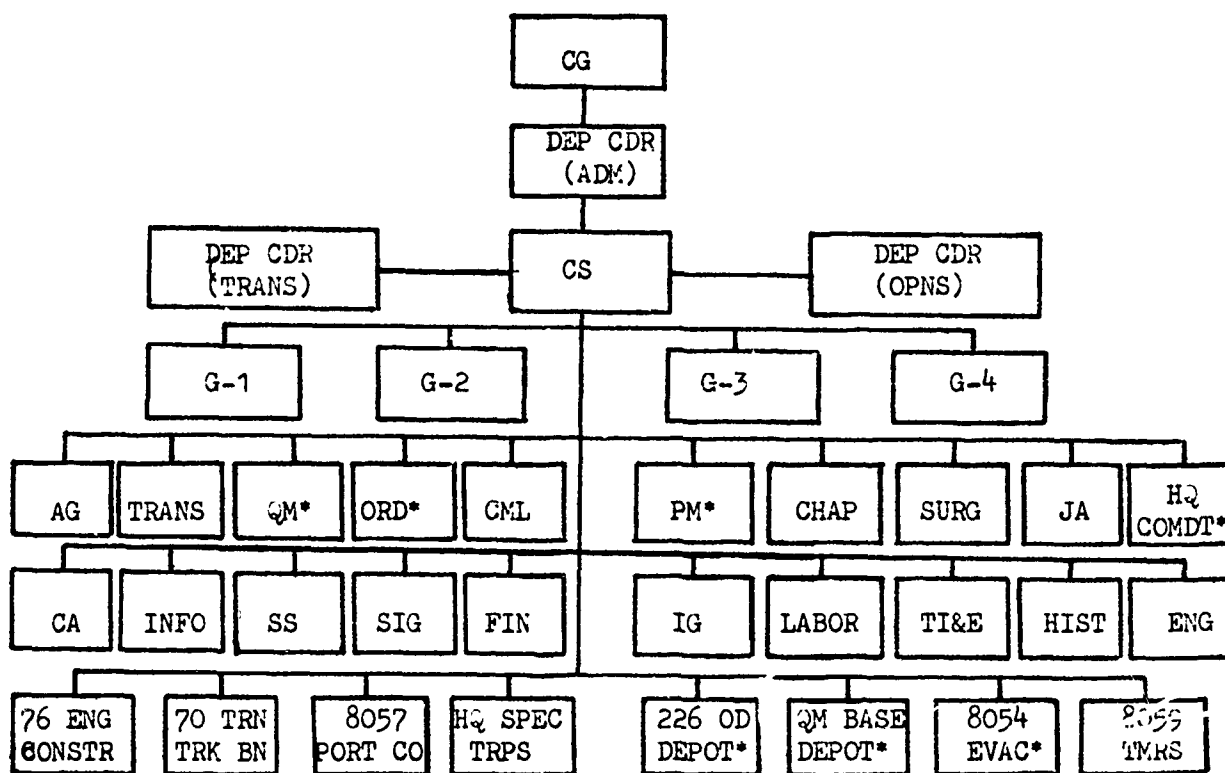 CG
DEP CDR
(ADM)
DEP CDR
(TRANS)
CS
DEP CDR
(OPNS)
G-1
G-2
G-3
G-4
AG
TRANS
QM*
ORD*
CML
PM*
CHAP
SURG
JA
HQ
COMDT*
CA
INFO
SS
SIG
FIN
IG
LABOR
TI&E
HIST
ENG
76 ENG
CONSTR
70 TRN
TRK BN
8057
PORT CO
HQ SPEC
TRPS
226 OD
DEPOT*
QM BASE
DEPOT*
8054
EVAC*
TMRS